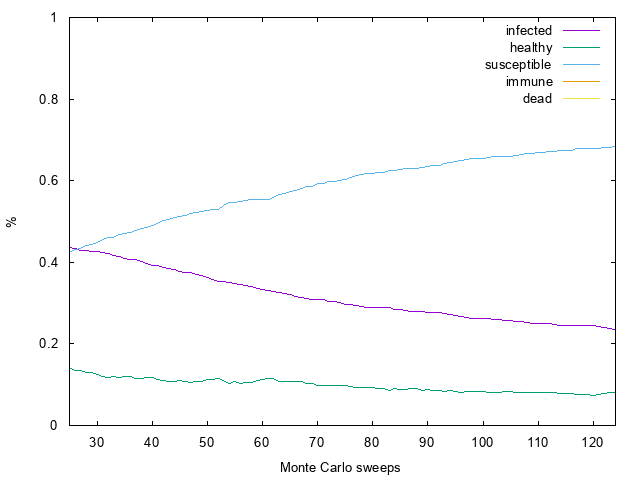 1
0.8
0.6
0.4
0.2
0
%
30 40 50 60 70 80 90 100 110 120
Monte Carlo sweeps
infected
healthy
susceptible
immune
dead